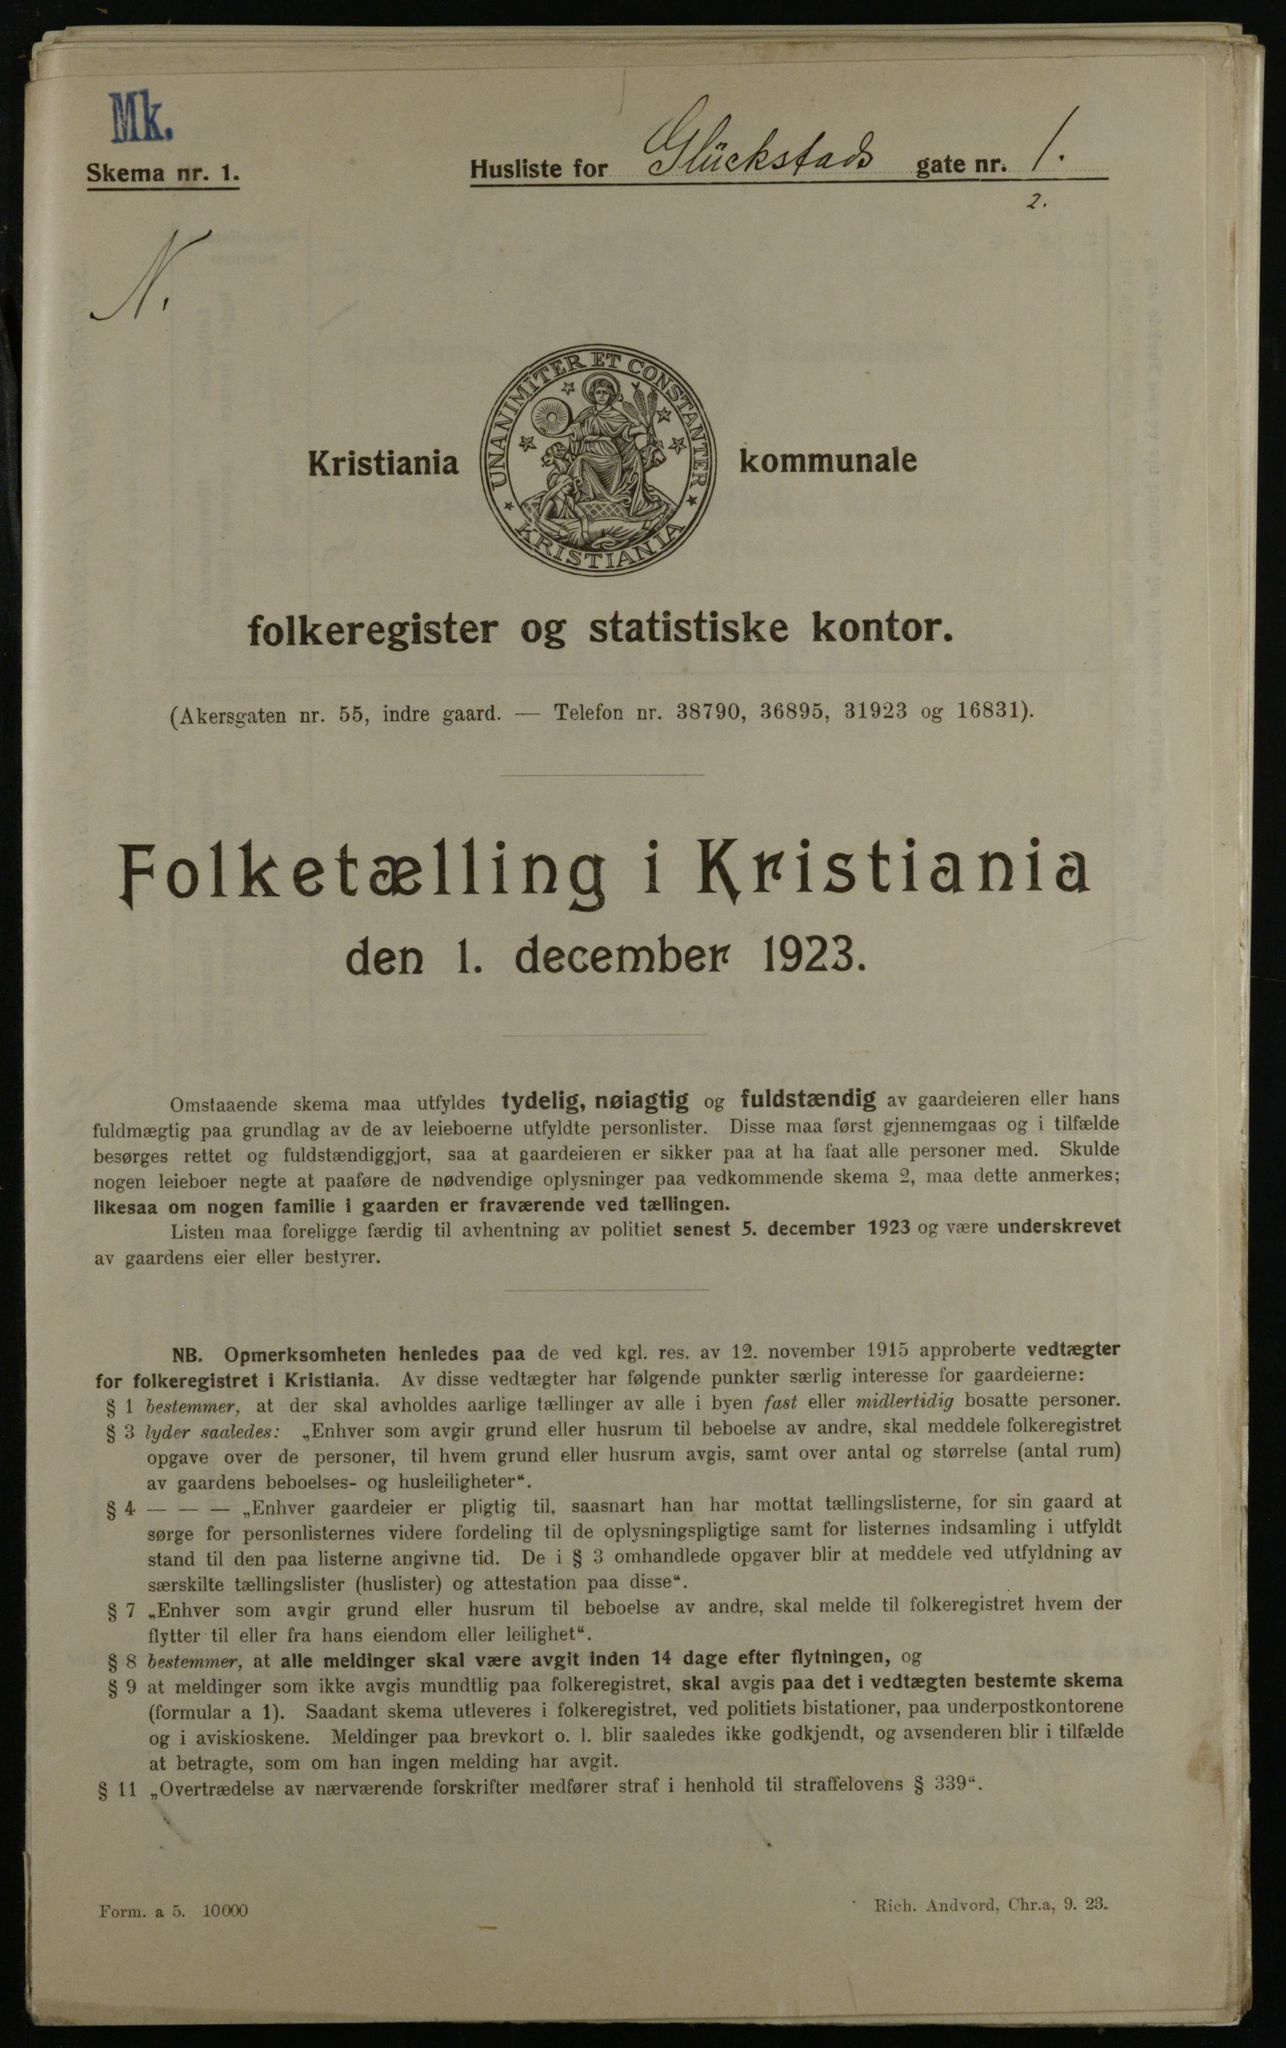 Mk.
Skema nr. 1.
Husliste for Glückstads gate nr. 1.
2.
N.
UNANIMITER ET CONSTANTER
KRISTIANIA
Kristiania kommunale
folkeregister og statistiske kontor.
(Akersgaten nr. 55, indre gaard. — Telefon nr. 38790, 36895, 31923 og 16831).
Folketælling i Kristiania
den 1. december 1923.
Omstaaende skema maa utfyldes tydelig, nøiagtig og fuldstændig av gaardeieren eller hans
fuldmægtig paa grundlag av de av leieboerne utfyldte personlister. Disse maa først gjennemgaas og i tilfælde
besørges rettet og fuldstændiggjort, saa at gaardeieren er sikker paa at ha faat alle personer med. Skulde
nogen leieboer negte at paaføre de nødvendige oplysninger paa vedkommende skema 2, maa dette anmerkes;
likesaa om nogen familie i gaarden er fraværende ved tællingen.
Listen maa foreligge færdig til avhentning av politiet senest 5. december 1923 og være underskrevet
av gaardens eier eller bestyrer.
NB. Opmerksomheten henledes paa de ved kgl. res. av 12. november 1915 approberte vedtægter
for folkeregistret i Kristiania. Av disse vedtægter har følgende punkter særlig interesse for gaardeierne:
§ 1 bestemmer, at der skal avholdes aarlige tællinger av alle i byen fast eller midlertidig bosatte personer.
§ 3 lyder saaledes: „Enhver som avgir grund eller husrum til beboelse av andre, skal meddele folkeregistret
opgave over de personer, til hvem grund eller husrum avgis, samt over antal og størrelse (antal rum)
av gaardens beboelses- og husleiligheter“.
§ 4 — — — „Enhver gaardeier er pligtig til, saasnart han har mottat tællingslisterne, for sin gaard at
sørge for personlisternes videre fordeling til de oplysningspligtige samt for listernes indsamling i utfyldt
stand til den paa listerne angivne tid. De i § 3 omhandlede opgaver blir at meddele ved utfyldning av
særskilte tællingslister (huslister) og attestation paa disse“.
§ 7 „Enhver som avgir grund eller husrum til beboelse av andre, skal melde til folkeregistret hvem der
flytter til eller fra hans eiendom eller leilighet“.
§ 8 bestemmer, at alle meldinger skal være avgit inden 14 dage efter flytningen, og
§ 9 at meldinger som ikke avgis mundtlig paa folkeregistret, skal avgis paa det i vedtægten bestemte skema
(formular a 1). Saadant skema utleveres i folkeregistret, ved politiets bistationer, paa underpostkontorene
og i aviskioskene. Meldinger paa brevkort o. l. blir saaledes ikke godkjendt, og avsenderen blir i tilfælde
at betragte, som om han ingen melding har avgit.
§ 11 „Overtrædelse av nærværende forskrifter medfører straf i henhold til straffelovens § 339“.
Form. a 5. 10000
Rich. Andvord, Chr.a, 9. 23.